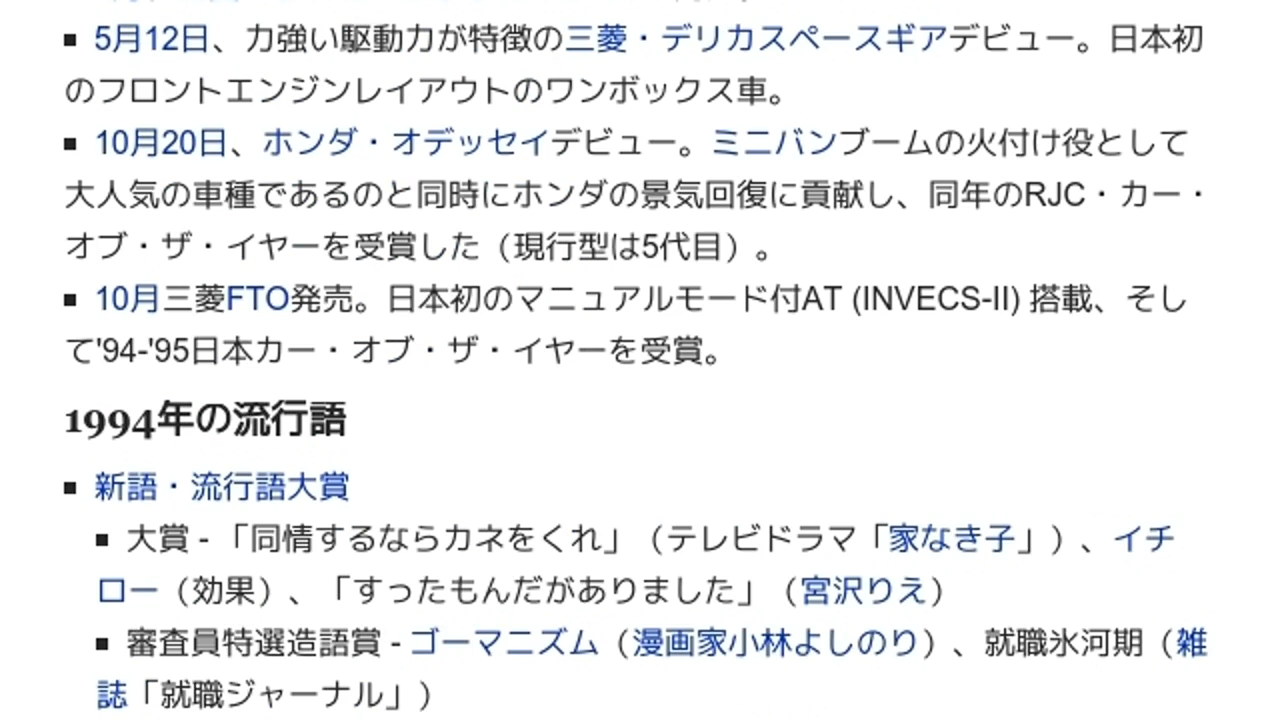 ■ 5月12日、力強い駆動力が特徴の三菱・デリカスペースギアデビュー。日本初
のフロントエンジンレイアウトのワンボックス車。
■ 10月20日、ホンダ・オデッセイデビュー。ミニバンブームの火付け役として
大人気の車種であるのと同時にホンダの景気回復に貢献し、同年のRJC・カー・
オブ・ザ・イヤーを受賞した（現行型は5代目）。
■ 10月三菱FTO発売。日本初のマニュアルモード付AT (INVECS-II) 搭載、そし
て'94-'95日本カー・オブ・ザ・イヤーを受賞。
1994年の流行語
■ 新語・流行語大賞
■ 大賞 - 「同情するならカネをくれ」（テレビドラマ「家なき子」）、イチ
ロー（効果）、「すったもんだがありました」（宮沢りえ）
■ 審査員特選造語賞 - ゴーマニズム（漫画家小林よしのり）、就職氷河期（雑
誌「就職ジャーナル」）